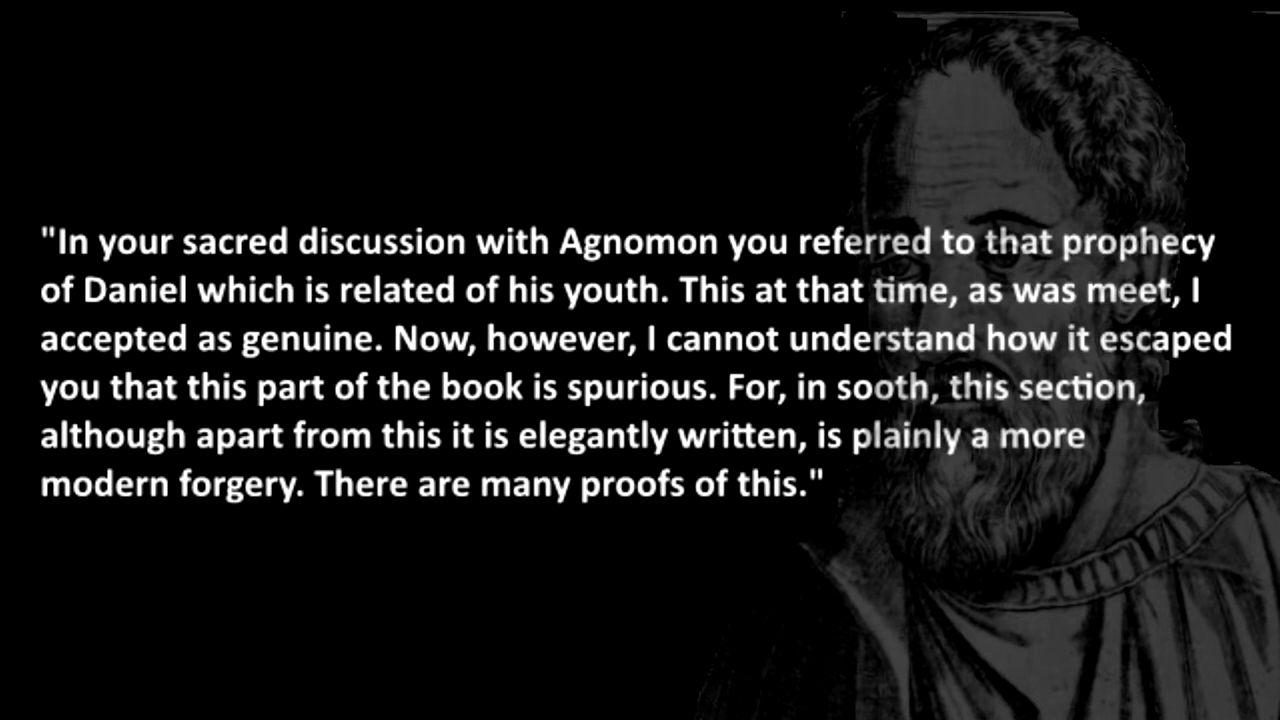 "In your sacred discussion with Agnomon you referred to that prophecy
of Daniel which is related of his youth. This at that time, as was meet, I
accepted as genuine. Now, however, I cannot understand how it escaped
you that this part of the book is spurious. For, in sooth, this section,
although apart from this it is elegantly written, is plainly a more
modern forgery. There are many proofs of this."